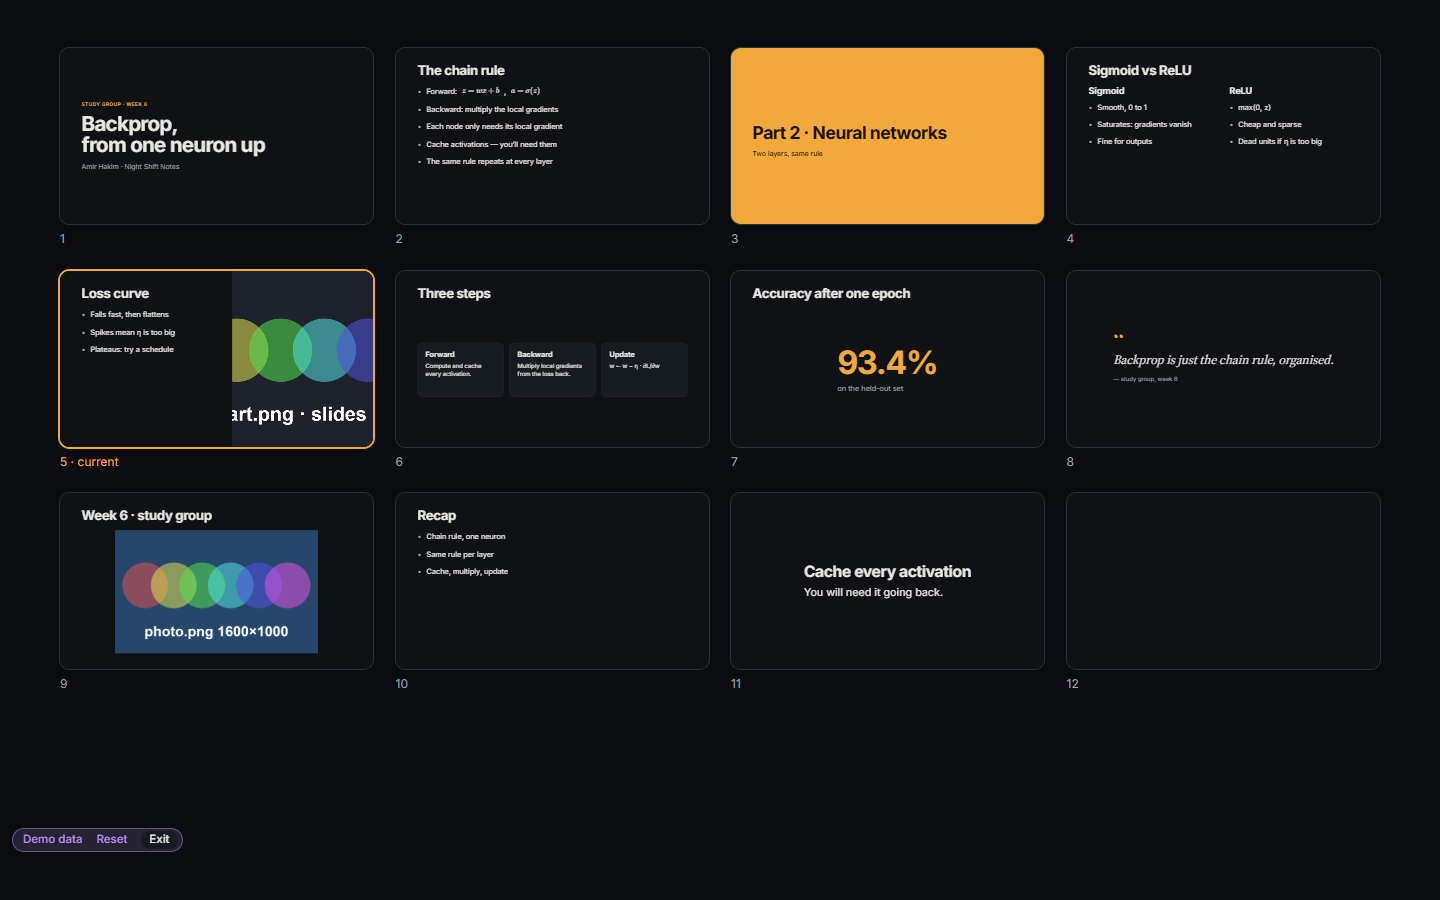 STUDY GROUP · WEEK 6
Backprop,
from one neuron up
Amir Hakim · Night Shift Notes
1
The chain rule
• Forward: z = wx + b , a = σ(z)
• Backward: multiply the local gradients
• Each node only needs its local gradient
• Cache activations — you'll need them
• The same rule repeats at every layer
2
Part 2 · Neural networks
Two layers, same rule
3
Sigmoid vs ReLU
Sigmoid
• Smooth, 0 to 1
• Saturates: gradients vanish
• Fine for outputs
ReLU
• max(0, z)
• Cheap and sparse
• Dead units if η is too big
4
Loss curve
• Falls fast, then flattens
• Spikes mean η is too big
• Plateaus: try a schedule
art.png · slides
5 · current
Three steps
Forward
Compute and cache
every activation.
Backward
Multiply local gradients
from the loss back.
Update
w ← w − η · ∂L/∂w
6
Accuracy after one epoch
93.4%
on the held-out set
7
"
Backprop is just the chain rule, organised.
— study group, week 6
8
Week 6 · study group
photo.png 1600×1000
9
Recap
• Chain rule, one neuron
• Same rule per layer
• Cache, multiply, update
10
Cache every activation
You will need it going back.
11
12
Demo data Reset Exit